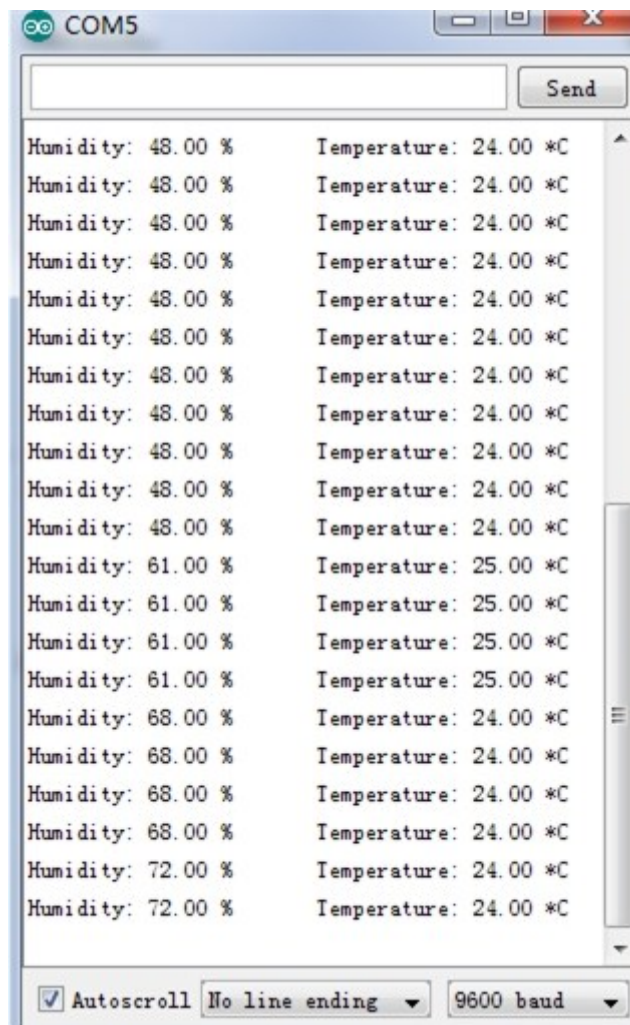 COM5
Send
Humidity: 48.00 % Temperature: 24.00 *C
Humidity: 48.00 % Temperature: 24.00 *C
Humidity: 48.00 % Temperature: 24.00 *C
Humidity: 48.00 % Temperature: 24.00 *C
Humidity: 48.00 % Temperature: 24.00 *C
Humidity: 48.00 % Temperature: 24.00 *C
Humidity: 48.00 % Temperature: 24.00 *C
Humidity: 48.00 % Temperature: 24.00 *C
Humidity: 48.00 % Temperature: 24.00 *C
Humidity: 48.00 % Temperature: 24.00 *C
Humidity: 48.00 % Temperature: 24.00 *C
Humidity: 61.00 % Temperature: 25.00 *C
Humidity: 61.00 % Temperature: 25.00 *C
Humidity: 61.00 % Temperature: 25.00 *C
Humidity: 61.00 % Temperature: 25.00 *C
Humidity: 68.00 % Temperature: 24.00 *C
Humidity: 68.00 % Temperature: 24.00 *C
Humidity: 68.00 % Temperature: 24.00 *C
Humidity: 68.00 % Temperature: 24.00 *C
Humidity: 72.00 % Temperature: 24.00 *C
Humidity: 72.00 % Temperature: 24.00 *C
Autoscroll No line ending 9600 baud